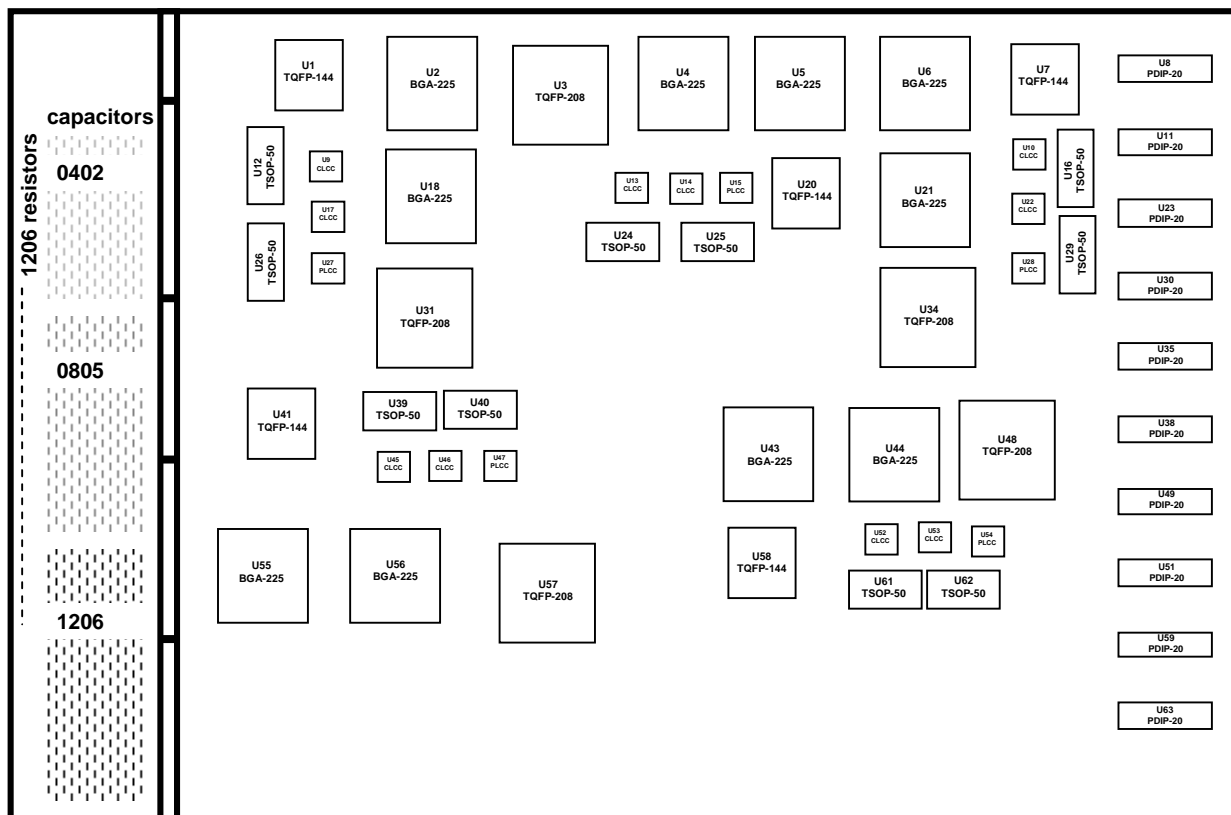 capacitors
0402
1206 resistors
0805
1206
U1
TQFP-144
U2
BGA-225
U3
TQFP-208
U4
BGA-225
U5
BGA-225
U6
BGA-225
U7
TQFP-144
U8
PDIP-20
U12
TSOP-50
U9
CLCC
U18
BGA-225
U13
CLCC
U14
CLCC
U15
PLCC
U20
TQFP-144
U21
BGA-225
U10
CLCC
U16
TSOP-50
U11
PDIP-20
U17
CLCC
U22
CLCC
U23
PDIP-20
U26
TSOP-50
U27
PLCC
U24
TSOP-50
U25
TSOP-50
U28
PLCC
U29
TSOP-50
U30
PDIP-20
U31
TQFP-208
U34
TQFP-208
U35
PDIP-20
U41
TQFP-144
U39
TSOP-50
U40
TSOP-50
U43
BGA-225
U44
BGA-225
U48
TQFP-208
U38
PDIP-20
U45
CLCC
U46
CLCC
U47
PLCC
U49
PDIP-20
U55
BGA-225
U56
BGA-225
U57
TQFP-208
U58
TQFP-144
U52
CLCC
U53
CLCC
U54
PLCC
U51
PDIP-20
U61
TSOP-50
U62
TSOP-50
U59
PDIP-20
U63
PDIP-20